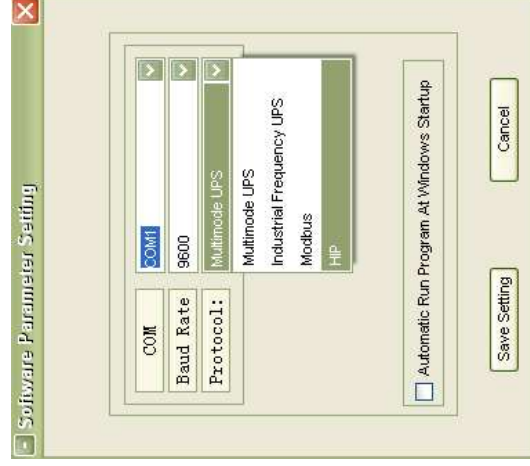 Software Parameter Setting
COM
COM1
Baud Rate
9600
Protocol:
Multimode UPS
Multimode UPS
Industrial Frequency UPS
Modbus
HIP
Automatic Run Program At Windows Startup
Save Setting
Cancel